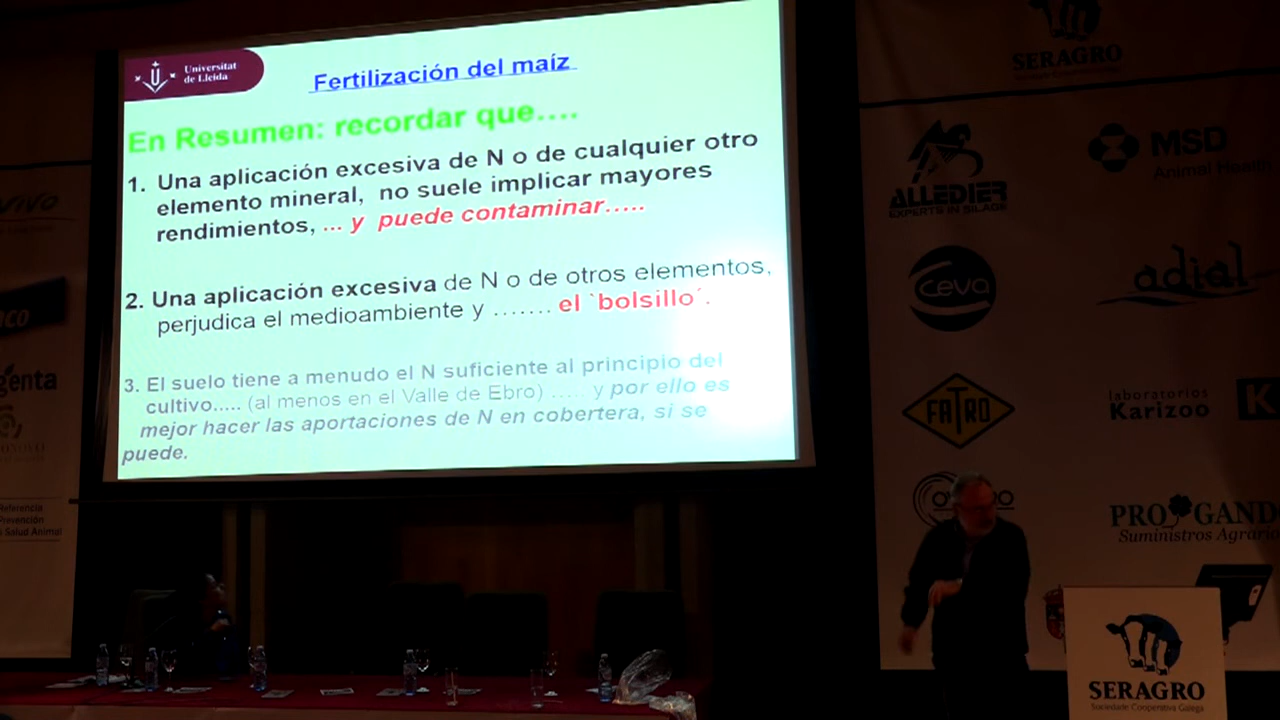 Universitat
de Lleida
Fertilización del maíz
En Resumen: recordar que....
1. Una aplicación excesiva de N o de cualquier otro
elemento mineral, no suele implicar mayores
rendimientos, ... y puede contaminar.....
2. Una aplicación excesiva de N o de otros elementos,
perjudica el medioambiente y ....... el `bolsillo´.
3. El suelo tiene a menudo el N suficiente al principio del
cultivo..... (al menos en el Valle de Ebro) ..... y por ello es
mejor hacer las aportaciones de N en cobertera, si se
puede.
SERAGRO
ALLEDIER
EXPERTS IN SILAGE
MSD
Animal Health
ceva
adial
FATRO
laboratorios
Karizoo
K
PROGAND
Suministros Agrario
SERAGRO
Sociedade Cooperativa Galega
vivo
co
genta
Referencia
Prevención
Salud Animal